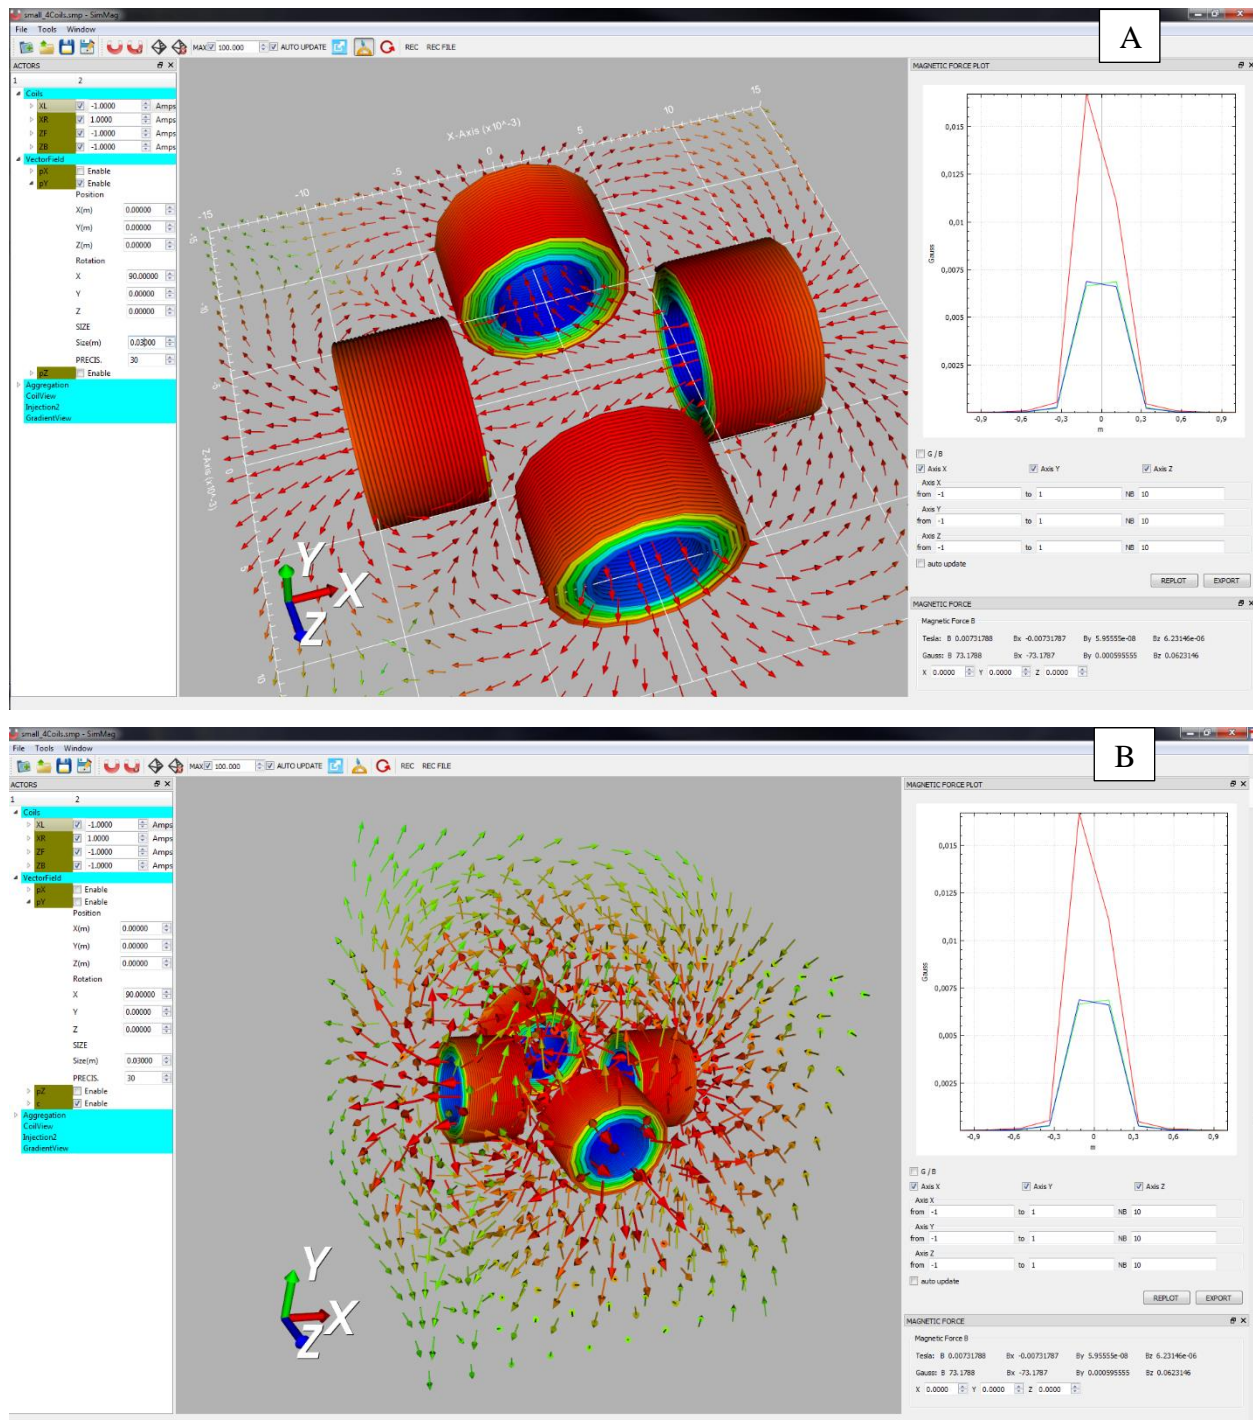 small_4Coils.smp - SimMag
A
File Tools Window
MAX 100.000 AUTO UPDATE REC REC FILE
ACTORS
MAGNETIC FORCE PLOT
1 2
Coils
XL -1.0000 Amps
XR 1.0000 Amps
ZF -1.0000 Amps
ZB -1.0000 Amps
VectorField
pX Enable
pY Enable
Position
X(m) 0.00000
Y(m) 0.00000
Z(m) 0.00000
Rotation
X 90.00000
Y 0.00000
Z 0.00000
SIZE
Size(m) 0.03000
PRECIS. 30
pZ Enable
Aggregation
CoilView
Injection2
GradientView
X-Axis (x10^-3)
-15 -10 -5 0 5 10 15
Z-Axis (x10^-3)
Y
X
Z
0,015
0,0125
0,01
0,0075
0,005
0,0025
Gauss
-0,9 -0,6 -0,3 0 0,3 0,6 0,9
m
G / B
Axis X Axis Y Axis Z
Axis X
from -1 to 1 NB 10
Axis Y
from -1 to 1 NB 10
Axis Z
from -1 to 1 NB 10
auto update
REPLOT EXPORT
MAGNETIC FORCE
Magnetic Force B
Tesla: B 0.00731788 Bx -0.00731787 By 5.95555e-08 Bz 6.23146e-06
Gauss: B 73.1788 Bx -73.1787 By 0.000595555 Bz 0.0623146
X 0.0000 Y 0.0000 Z 0.0000
small_4Coils.smp - SimMag
B
File Tools Window
MAX 100.000 AUTO UPDATE REC REC FILE
ACTORS
MAGNETIC FORCE PLOT
1 2
Coils
XL -1.0000 Amps
XR 1.0000 Amps
ZF -1.0000 Amps
ZB -1.0000 Amps
VectorField
pX Enable
pY Enable
Position
X(m) 0.00000
Y(m) 0.00000
Z(m) 0.00000
Rotation
X 90.00000
Y 0.00000
Z 0.00000
SIZE
Size(m) 0.03000
PRECIS. 30
pZ Enable
c Enable
Aggregation
CoilView
Injection2
GradientView
Y
X
Z
0,015
0,0125
0,01
0,0075
0,005
0,0025
Gauss
-0,9 -0,6 -0,3 0 0,3 0,6 0,9
m
G / B
Axis X Axis Y Axis Z
Axis X
from -1 to 1 NB 10
Axis Y
from -1 to 1 NB 10
Axis Z
from -1 to 1 NB 10
auto update
REPLOT EXPORT
MAGNETIC FORCE
Magnetic Force B
Tesla: B 0.00731788 Bx -0.00731787 By 5.95555e-08 Bz 6.23146e-06
Gauss: B 73.1788 Bx -73.1787 By 0.000595555 Bz 0.0623146
X 0.0000 Y 0.0000 Z 0.0000